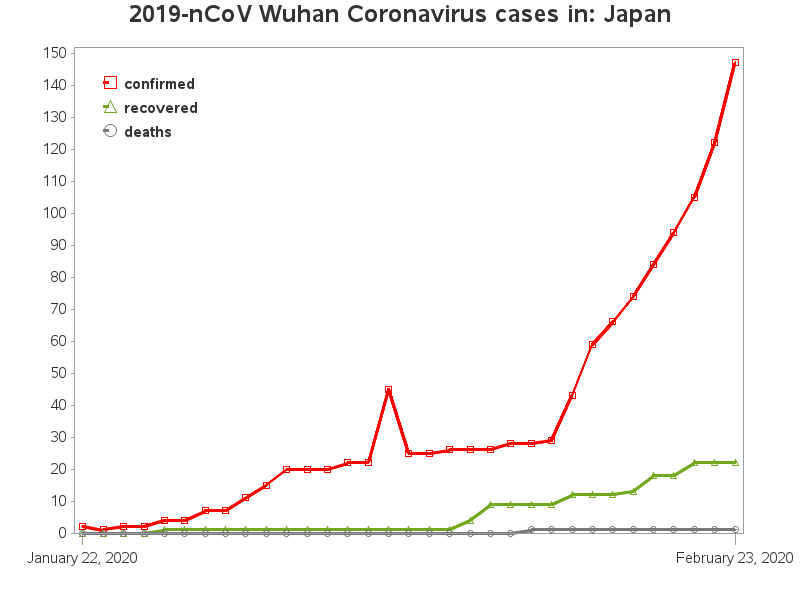 2019-nCoV Wuhan Coronavirus cases in: Japan
150
140
130
120
110
100
90
80
70
60
50
40
30
20
10
0
confirmed
recovered
deaths
January 22, 2020
February 23, 2020